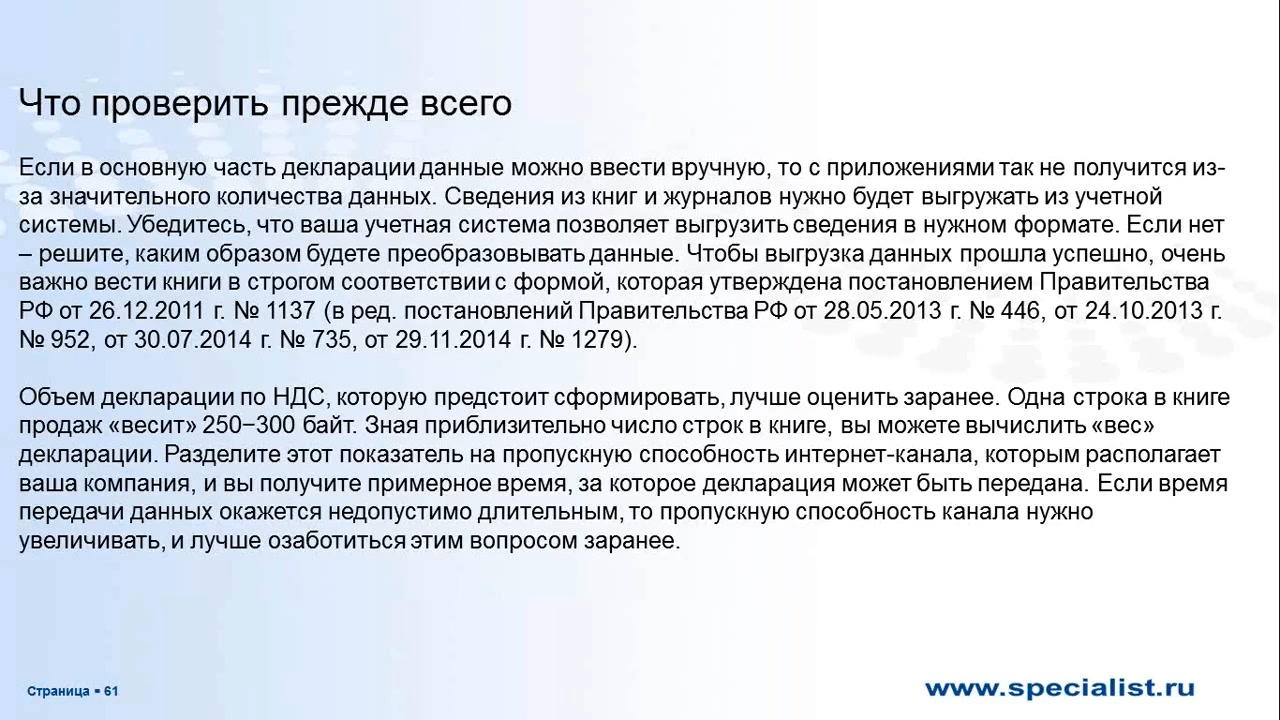 Что проверить прежде всего
Если в основную часть декларации данные можно ввести вручную, то с приложениями так не получится из-
за значительного количества данных. Сведения из книг и журналов нужно будет выгружать из учетной
системы. Убедитесь, что ваша учетная система позволяет выгрузить сведения в нужном формате. Если нет
– решите, каким образом будете преобразовывать данные. Чтобы выгрузка данных прошла успешно, очень
важно вести книги в строгом соответствии с формой, которая утверждена постановлением Правительства
РФ от 26.12.2011 г. № 1137 (в ред. постановлений Правительства РФ от 28.05.2013 г. № 446, от 24.10.2013 г.
№ 952, от 30.07.2014 г. № 735, от 29.11.2014 г. № 1279).
Объем декларации по НДС, которую предстоит сформировать, лучше оценить заранее. Одна строка в книге
продаж «весит» 250−300 байт. Зная приблизительно число строк в книге, вы можете вычислить «вес»
декларации. Разделите этот показатель на пропускную способность интернет-канала, которым располагает
ваша компания, и вы получите примерное время, за которое декларация может быть передана. Если время
передачи данных окажется недопустимо длительным, то пропускную способность канала нужно
увеличивать, и лучше озаботиться этим вопросом заранее.
Страница ▪ 61
www.specialist.ru